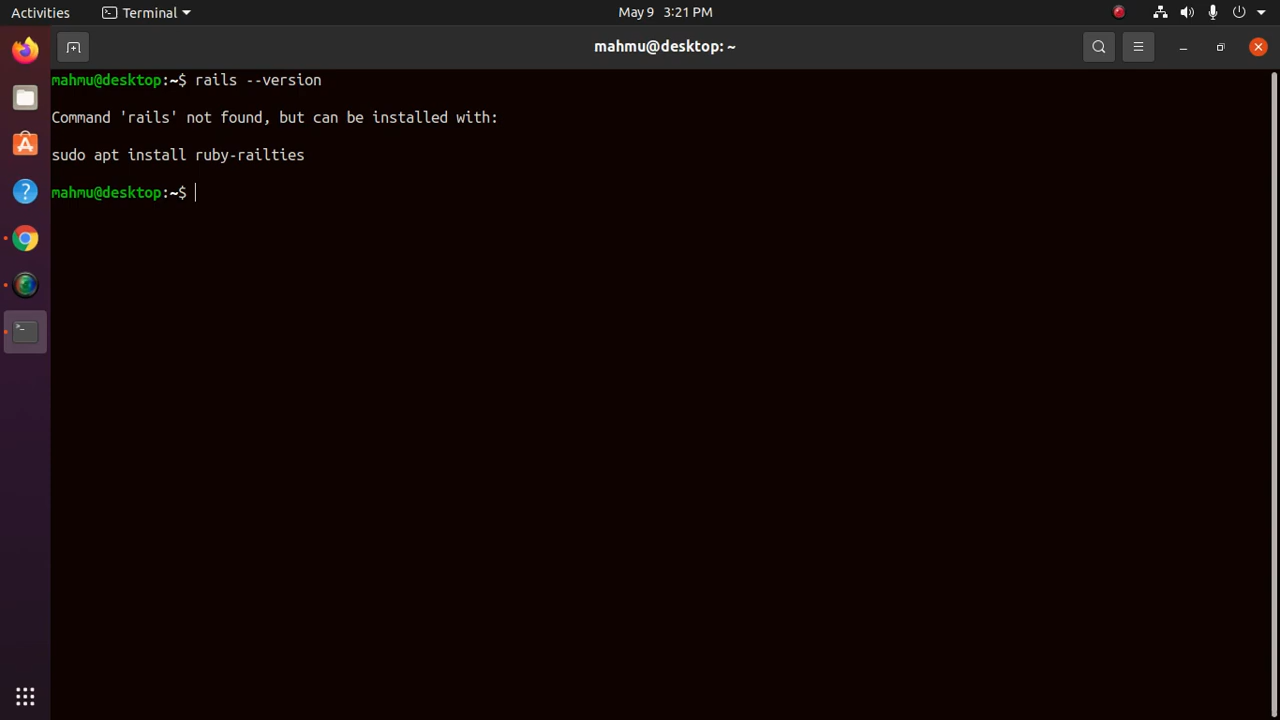 Activities Terminal May 9 3:21 PM
mahmu@desktop: ~
mahmu@desktop:~$ rails --version
Command 'rails' not found, but can be installed with:
sudo apt install ruby-railties
mahmu@desktop:~$